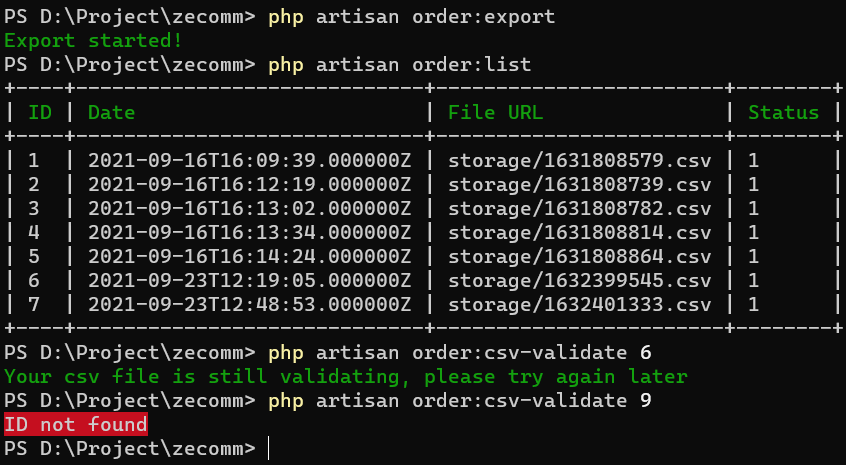 PS D:\Project\zecomm> php artisan order:export
Export started!
PS D:\Project\zecomm> php artisan order:list
+----+-----------------------------+------------------------+--------+
| ID | Date                        | File URL               | Status |
+----+-----------------------------+------------------------+--------+
| 1  | 2021-09-16T16:09:39.000000Z | storage/1631808579.csv | 1      |
| 2  | 2021-09-16T16:12:19.000000Z | storage/1631808739.csv | 1      |
| 3  | 2021-09-16T16:13:02.000000Z | storage/1631808782.csv | 1      |
| 4  | 2021-09-16T16:13:34.000000Z | storage/1631808814.csv | 1      |
| 5  | 2021-09-16T16:14:24.000000Z | storage/1631808864.csv | 1      |
| 6  | 2021-09-23T12:19:05.000000Z | storage/1632399545.csv | 1      |
| 7  | 2021-09-23T12:48:53.000000Z | storage/1632401333.csv | 1      |
+----+-----------------------------+------------------------+--------+
PS D:\Project\zecomm> php artisan order:csv-validate 6
Your csv file is still validating, please try again later
PS D:\Project\zecomm> php artisan order:csv-validate 9
ID not found
PS D:\Project\zecomm>